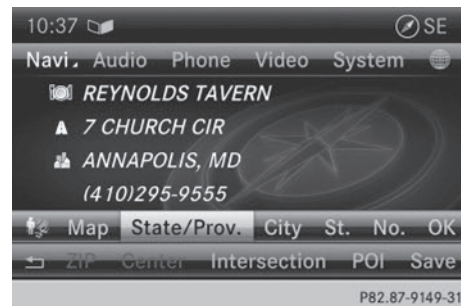 10:37 SE
Navi Audio Phone Video System
REYNOLDS TAVERN
7 CHURCH CIR
ANNAPOLIS, MD
(410)295-9555
Map State/Prov. City St. No. OK
ZIP Center Intersection POI Save
P82.87-9149-31